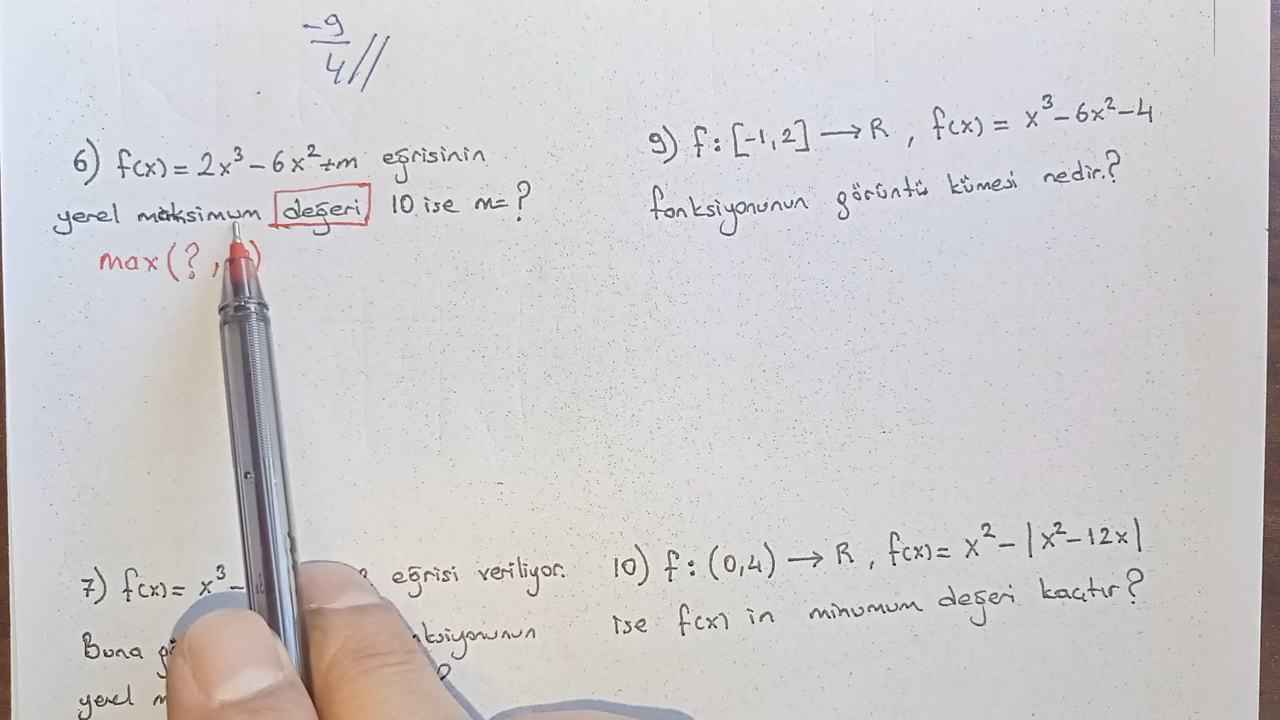 -9
4//
6) f(x) = 2x³ - 6x² + m eğrisinin
yerel maksimum değeri 10 ise m = ?
max (?,
7) f(x) = x³ - eğrisi veriliyor.
Buna
yerel
9) f: [-1, 2] → R , f(x) = x³ - 6x² - 4
fonksiyonunun görüntü kümesi nedir?
10) f: (0,4) → R , f(x) = x² - |x² - 12x|
ise f(x) in minumum değeri kaçtır?